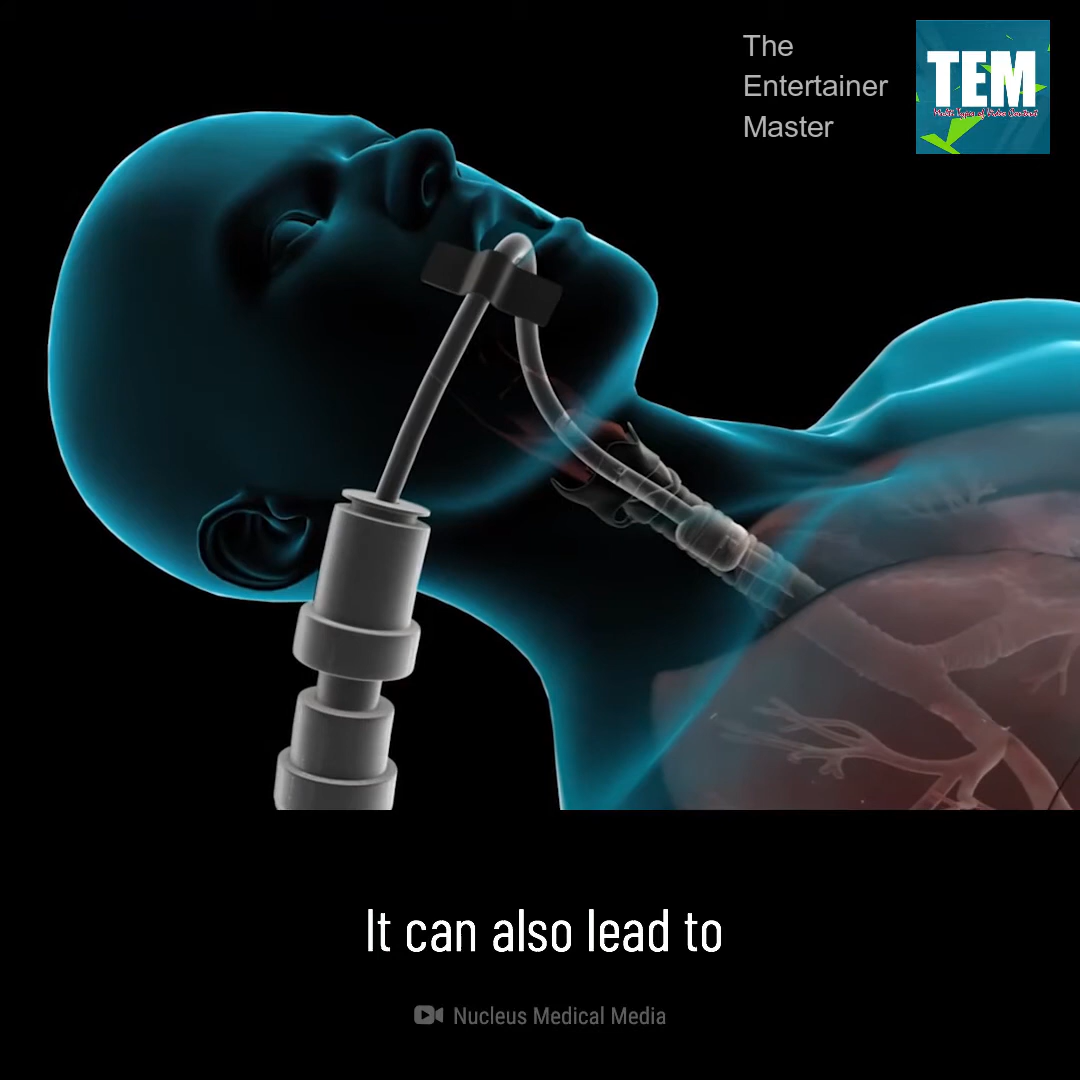 The
Entertainer
Master
TEM
It can also lead to
Nucleus Medical Media